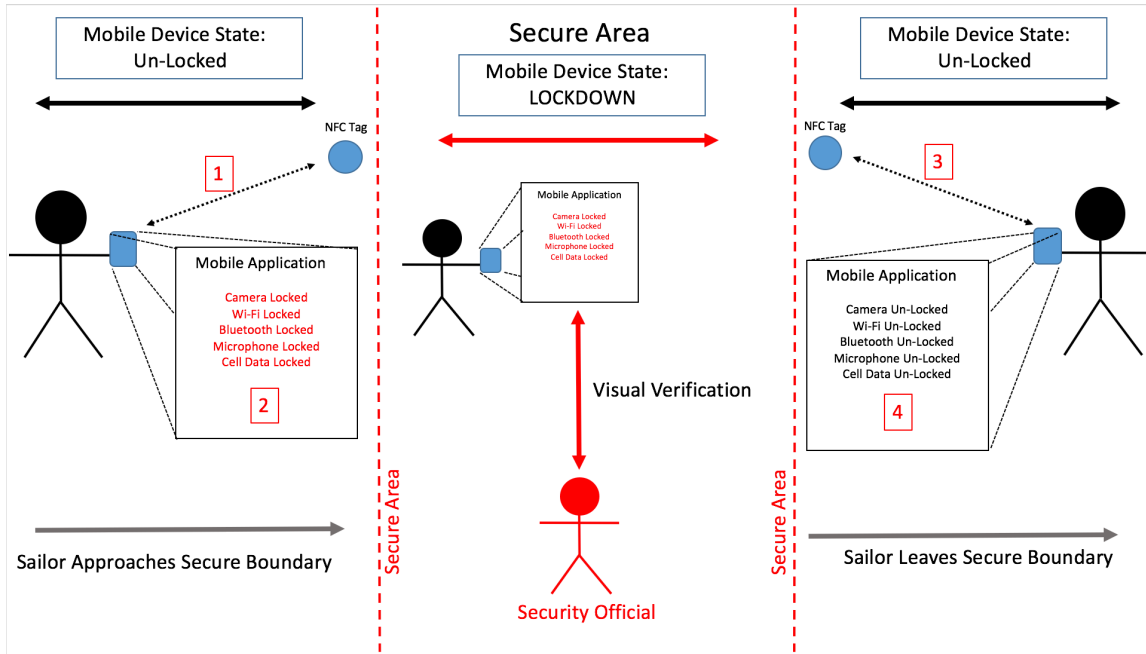 Mobile Device State:
Un-Locked
NFC Tag
1
Mobile Application
Camera Locked
Wi-Fi Locked
Bluetooth Locked
Microphone Locked
Cell Data Locked
2
Sailor Approaches Secure Boundary
Secure Area
Secure Area
Mobile Device State:
LOCKDOWN
Mobile Application
Camera Locked
Wi-Fi Locked
Bluetooth Locked
Microphone Locked
Cell Data Locked
Visual Verification
Security Official
Secure Area
Mobile Device State:
Un-Locked
NFC Tag
3
Mobile Application
Camera Un-Locked
Wi-Fi Un-Locked
Bluetooth Un-Locked
Microphone Un-Locked
Cell Data Un-Locked
4
Sailor Leaves Secure Boundary